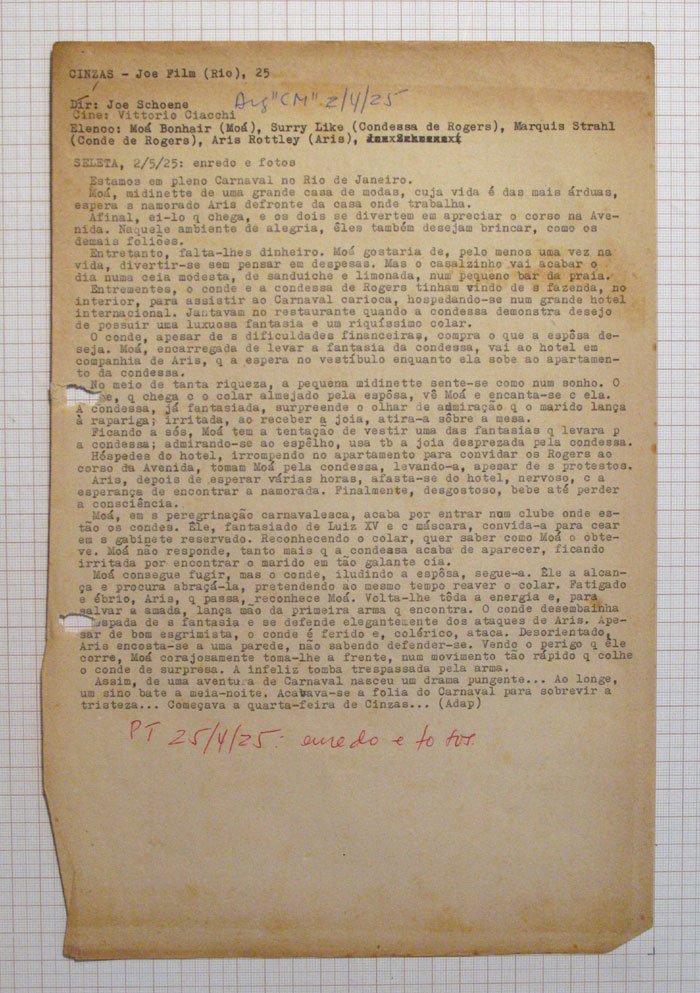 CINZAS - Joe Film (Rio), 25
Arg "CM" 2/4/25
Dir: Joe Schoene
Cine: Vittorio Ciacchi
Elenco: Moá Bonhair (Moá), Surry Like (Condessa de Rogers), Marquis Strahl
(Conde de Rogers), Aris Rottley (Aris),
SELETA, 2/5/25: enredo e fotos
Estamos em pleno Carnaval no Rio de Janeiro.
Moá, midinette de uma grande casa de modas, cuja vida é das mais árduas,
espera s namorado Aris defronte da casa onde trabalha.
Afinal, ei-lo q chega, e os dois se divertem em apreciar o corso na Ave-
nida. Naquele ambiente de alegria, êles também desejam brincar, como os
demais foliões.
Entretanto, falta-lhes dinheiro. Moá gostaria de, pelo menos uma vez na
vida, divertir-se sem pensar em despesas. Mas o casalzinho vai acabar o
dia numa ceia modesta, de sanduiche e limonada, num pequeno bar da praia.
Entrementes, o conde e a condessa de Rogers tinham vindo de s fazenda, no
interior, para assistir ao Carnaval carioca, hospedando-se num grande hotel
internacional. Jantavam no restaurante quando a condessa demonstra desejo
de possuir uma luxuosa fantasia e um riquíssimo colar.
O conde, apesar de s dificuldades financeiras, compra o que a espôsa de-
seja. Moá, encarregada de levar a fantasia da condessa, vai ao hotel em
companhia de Aris, q a espera no vestíbulo enquanto ela sobe ao apartamen-
to da condessa.
No meio de tanta riqueza, a pequena midinette sente-se como num sonho. O
de, q chega c o colar almejado pela espôsa, vê Moá e encanta-se c ela.
A condessa, já fantasiada, surpreende o olhar de admiração q o marido lança
à rapariga; irritada, ao receber a joia, atira-a sôbre a mesa.
Ficando a sós, Moá tem a tentação de vestir uma das fantasias q levara p
a condessa; admirando-se ao espêlho, usa tb a joia desprezada pela condessa.
Hóspedes do hotel, irrompendo no apartamento para convidar os Rogers ao
corso da Avenida, tomam Moá pela condessa, levando-a, apesar de s protestos.
Aris, depois de esperar várias horas, afasta-se do hotel, nervoso, c a
esperança de encontrar a namorada. Finalmente, desgostoso, bebe até perder
a consciência.
Moá, em s peregrinação carnavalesca, acaba por entrar num clube onde es-
tão os condes. Êle, fantasiado de Luiz XV e c máscara, convida-a para cear
em s gabinete reservado. Reconhecendo o colar, quer saber como Moá o obte-
ve. Moá não responde, tanto mais q a condessa acaba de aparecer, ficando
irritada por encontrar o marido em tão galante cia.
Moá consegue fugir, mas o conde, iludindo a espôsa, segue-a. Êle a alcan-
ça e procura abraçá-la, pretendendo ao mesmo tempo reaver o colar. Fatigado
e ébrio, Aris, q passa, reconhece Moá. Volta-lhe tôda a energia e, para
salvar a amada, lança mão da primeira arma q encontra. O conde desembainha
espada de s fantasia e se defende elegantemente dos ataques de Aris. Ape-
sar de bom esgrimista, o conde é ferido e, colérico, ataca. Desorientado,
Aris encosta-se a uma parede, não sabendo defender-se. Vendo o perigo q êle
corre, Moá corajosamente toma-lhe a frente, num movimento tão rápido q colhe
o conde de surpresa. A infeliz tomba trespassada pela arma.
Assim, de uma aventura de Carnaval nasceu um drama pungente... Ao longe,
um sino bate a meia-noite. Acabava-se a folia do Carnaval para sobrevir a
tristeza... Começava a quarta-feira de Cinzas... (Adap)
PT 25/4/25: enredo e fotos.